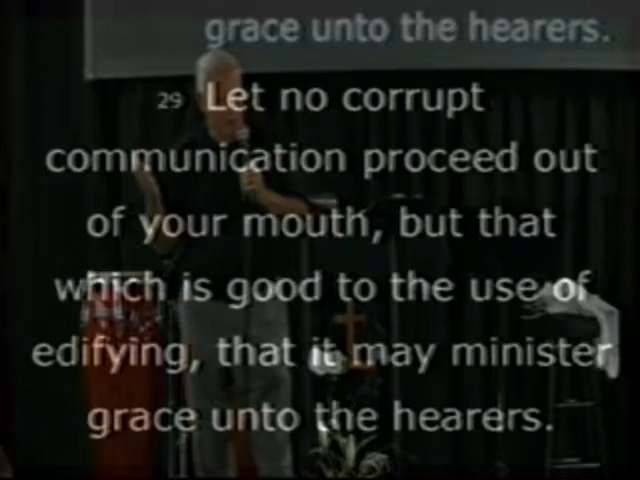 grace unto the hearers.
29 Let no corrupt
communication proceed out
of your mouth, but that
which is good to the use of
edifying, that it may minister
grace unto the hearers.